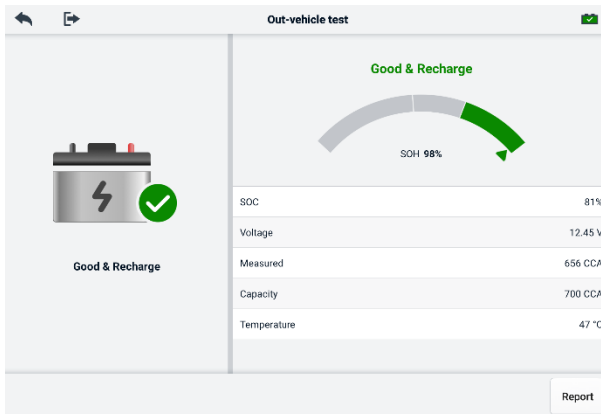 Out-vehicle test
Good & Recharge
Good & Recharge
SOH 98%
SOC 81%
Voltage 12.45 V
Measured 656 CCA
Capacity 700 CCA
Temperature 47 °C
Report